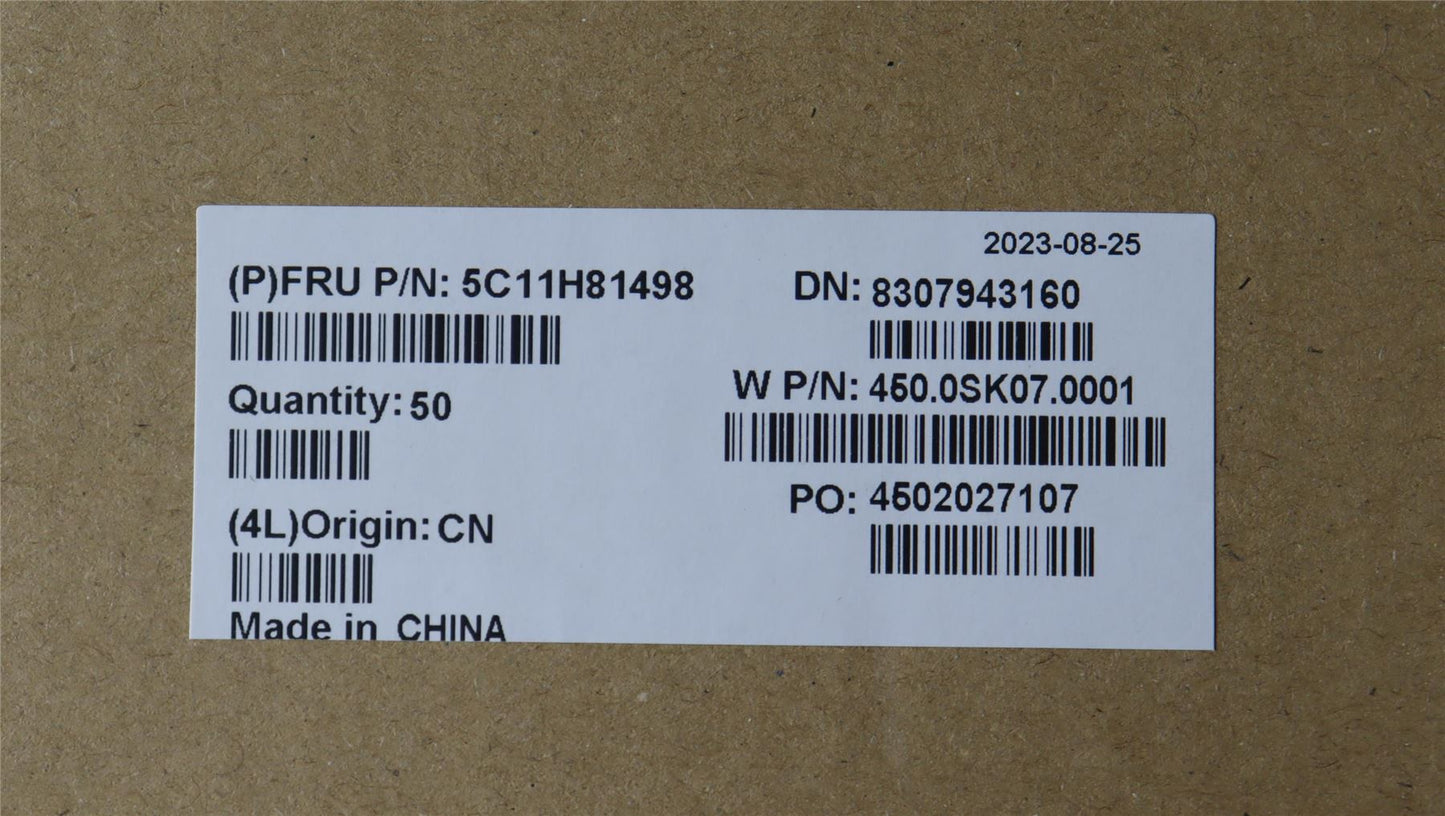 2023-08-25
(P)FRU P/N: 5C11H81498
DN: 8307943160
W P/N: 450.0SK07.0001
Quantity: 50
PO: 4502027107
(4L)Origin: CN
Made in CHINA